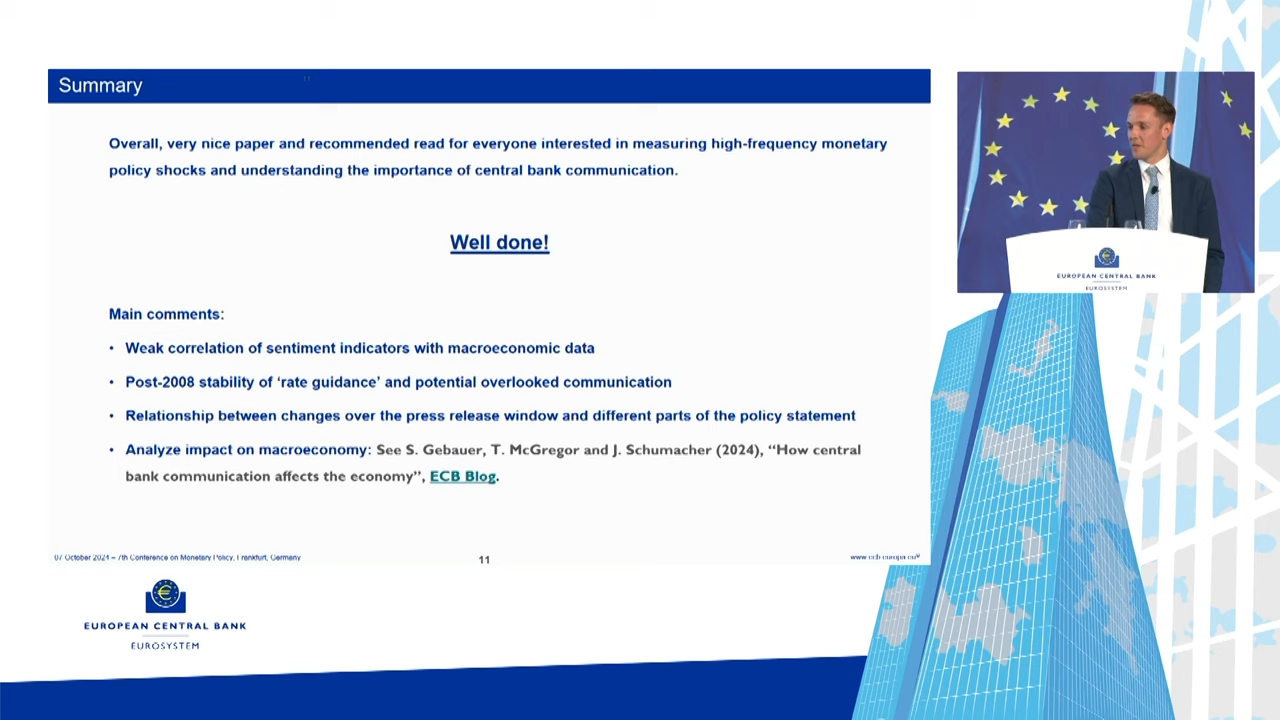 Summary
11
Overall, very nice paper and recommended read for everyone interested in measuring high-frequency monetary
policy shocks and understanding the importance of central bank communication.
Well done!
Main comments:
• Weak correlation of sentiment indicators with macroeconomic data
• Post-2008 stability of ‘rate guidance’ and potential overlooked communication
• Relationship between changes over the press release window and different parts of the policy statement
• Analyze impact on macroeconomy: See S. Gebauer, T. McGregor and J. Schumacher (2024), “How central
bank communication affects the economy”, ECB Blog.
07 October 2024 – 7th Conference on Monetary Policy, Frankfurt, Germany
11
www.ecb.europa.eu
EUROPEAN CENTRAL BANK
EUROSYSTEM
EUROPEAN CENTRAL BANK
EUROSYSTEM